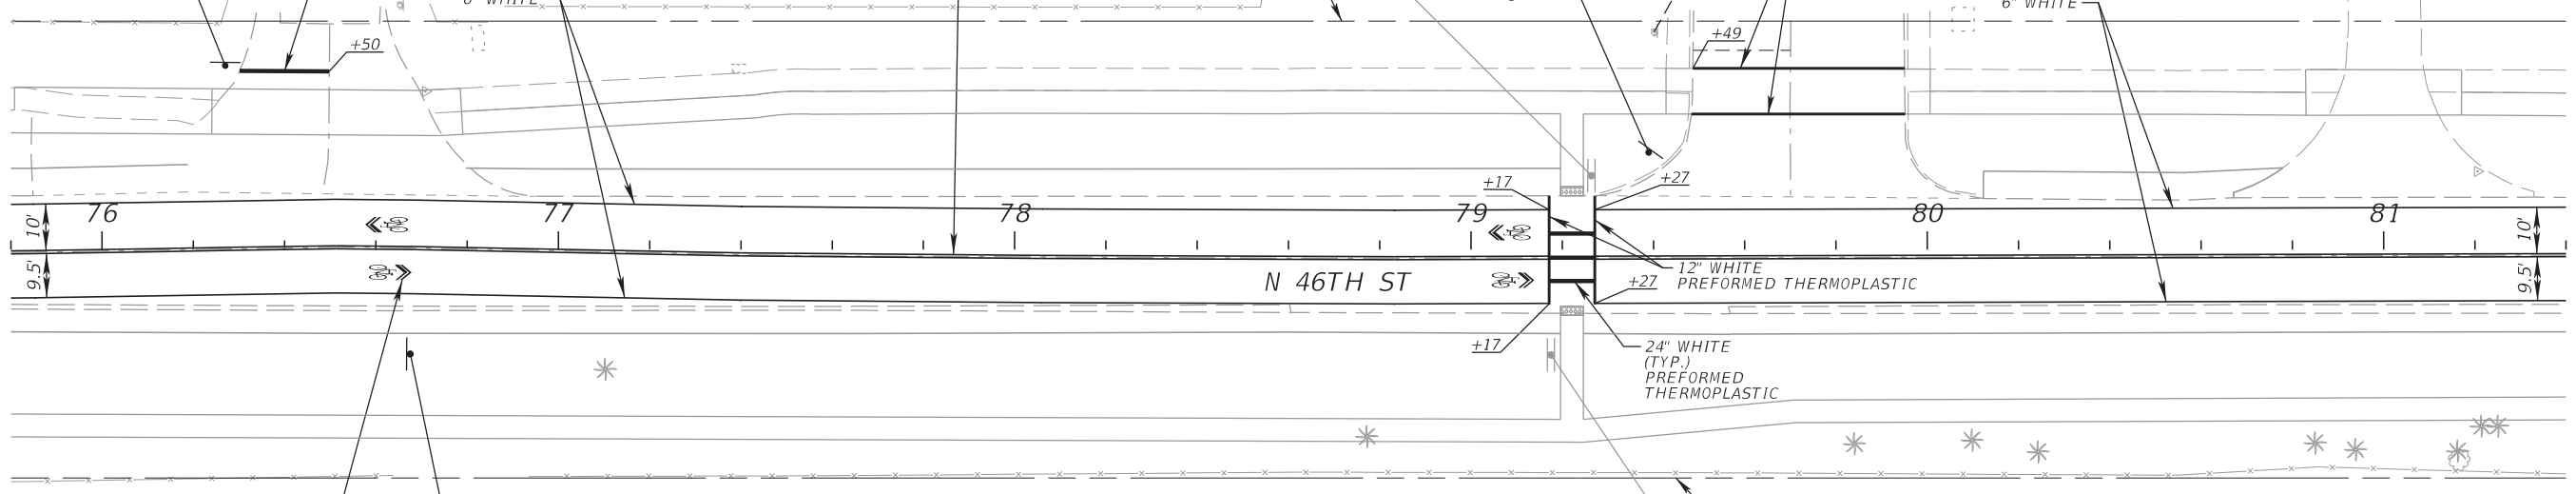 6" WHITE
6" WHITE
+50
+49
+17
+27
76
77
78
79
80
81
10'
10'
9.5'
9.5'
N 46TH ST
12" WHITE
PREFORMED THERMOPLASTIC
+27
+17
24" WHITE
(TYP.)
PREFORMED
THERMOPLASTIC